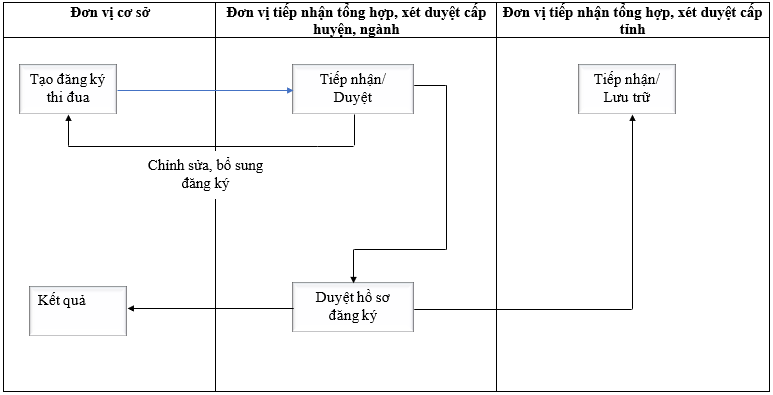 Đơn vị cơ sở
Đơn vị tiếp nhận tổng hợp, xét duyệt cấp
huyện, ngành
Đơn vị tiếp nhận tổng hợp, xét duyệt cấp
tỉnh
Tạo đăng ký
thi đua
Tiếp nhận/
Duyệt
Tiếp nhận/
Lưu trữ
Chỉnh sửa, bổ sung
đăng ký
Kết quả
Duyệt hồ sơ
đăng ký